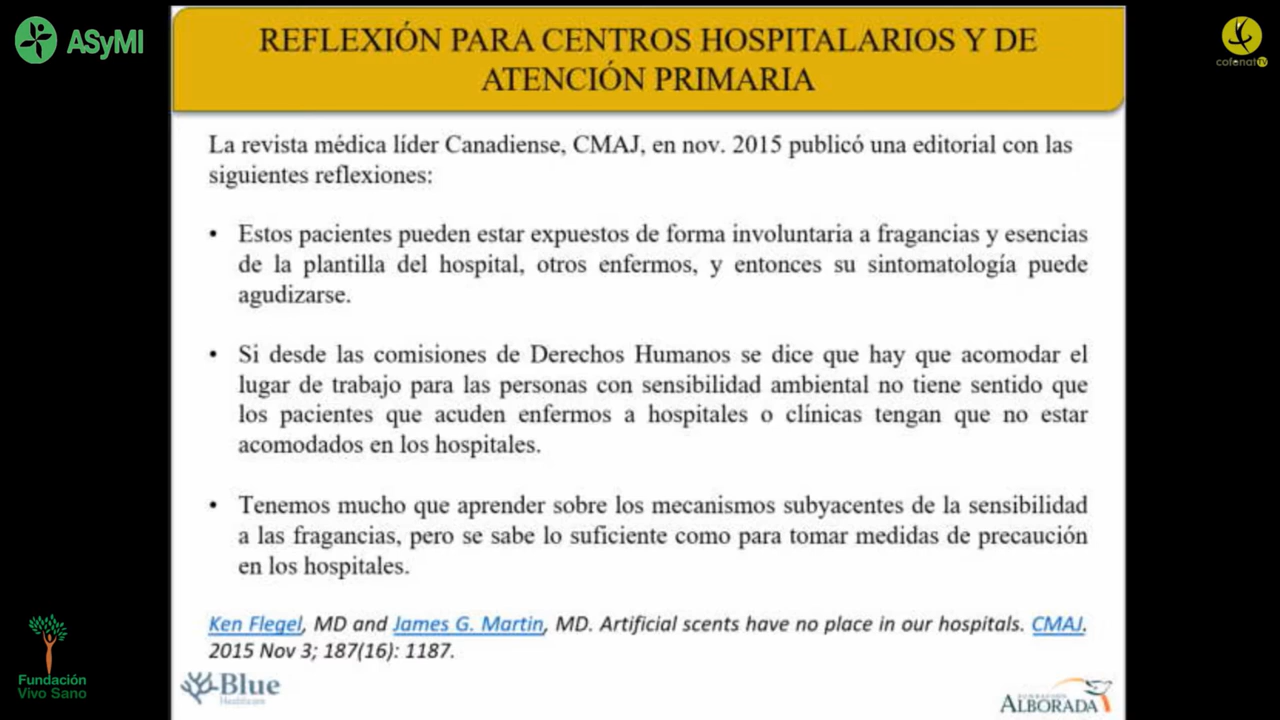 ASyMI
cofenat TV
REFLEXIÓN PARA CENTROS HOSPITALARIOS Y DE
ATENCIÓN PRIMARIA
La revista médica líder Canadiense, CMAJ, en nov. 2015 publicó una editorial con las
siguientes reflexiones:
• Estos pacientes pueden estar expuestos de forma involuntaria a fragancias y esencias
de la plantilla del hospital, otros enfermos, y entonces su sintomatología puede
agudizarse.
• Si desde las comisiones de Derechos Humanos se dice que hay que acomodar el
lugar de trabajo para las personas con sensibilidad ambiental no tiene sentido que
los pacientes que acuden enfermos a hospitales o clínicas tengan que no estar
acomodados en los hospitales.
• Tenemos mucho que aprender sobre los mecanismos subyacentes de la sensibilidad
a las fragancias, pero se sabe lo suficiente como para tomar medidas de precaución
en los hospitales.
Ken Flegel, MD and James G. Martin, MD. Artificial scents have no place in our hospitals. CMAJ.
2015 Nov 3; 187(16): 1187.
Fundación
Vivo Sano
Blue
Healthcare
FUNDACIÓN
ALBORADA